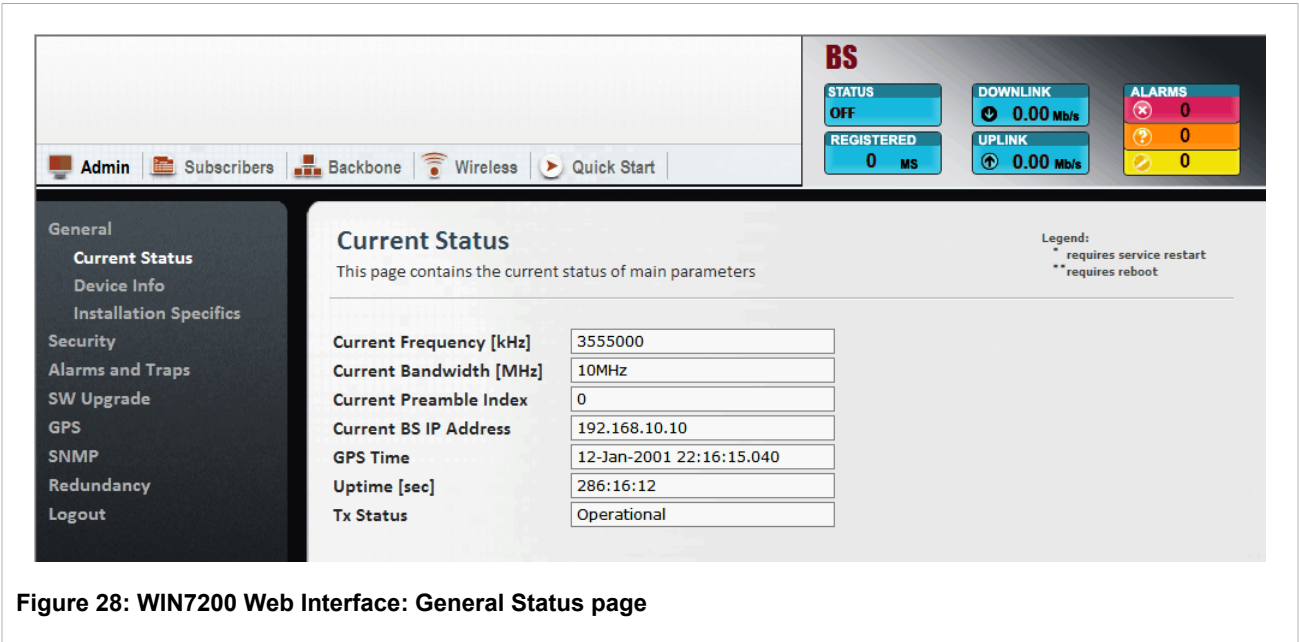 BS
STATUS
OFF
DOWNLINK
0.00 Mb/s
ALARMS
0
REGISTERED
0 MS
UPLINK
0.00 Mb/s
0
0
Admin Subscribers Backbone Wireless Quick Start
General
Current Status
Device Info
Installation Specifics
Security
Alarms and Traps
SW Upgrade
GPS
SNMP
Redundancy
Logout
Current Status
This page contains the current status of main parameters
Legend:
* requires service restart
** requires reboot
Current Frequency [kHz] 3555000
Current Bandwidth [MHz] 10MHz
Current Preamble Index 0
Current BS IP Address 192.168.10.10
GPS Time 12-Jan-2001 22:16:15.040
Uptime [sec] 286:16:12
Tx Status Operational
Figure 28: WIN7200 Web Interface: General Status page